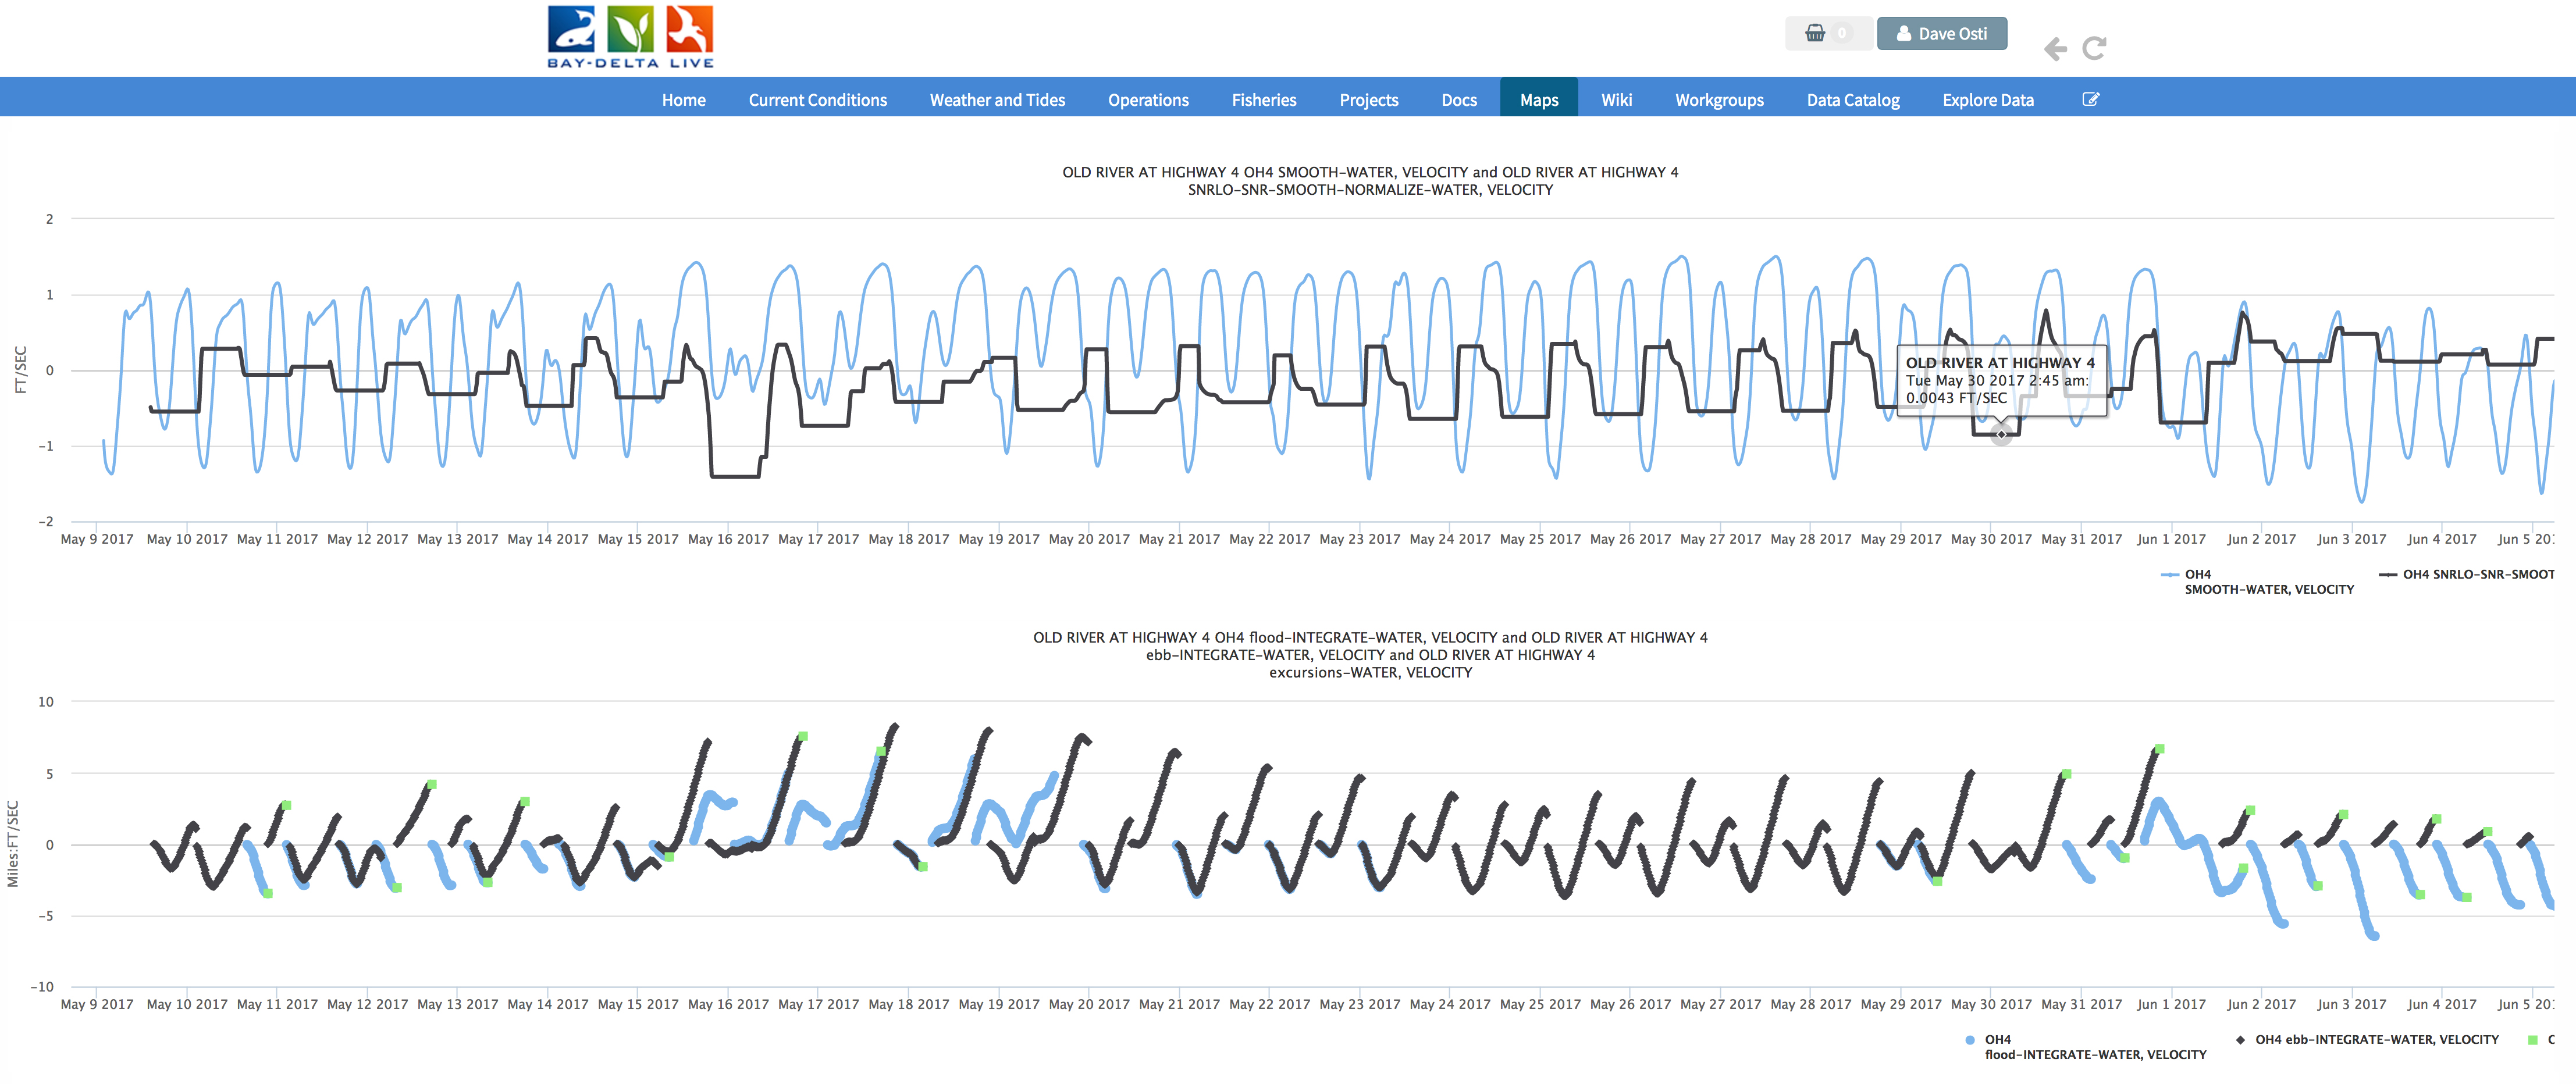 BAY-DELTA LIVE
0
Dave Osti
Home Current Conditions Weather and Tides Operations Fisheries Projects Docs Maps Wiki Workgroups Data Catalog Explore Data
OLD RIVER AT HIGHWAY 4 OH4 SMOOTH-WATER, VELOCITY and OLD RIVER AT HIGHWAY 4
SNRLO-SNR-SMOOTH-NORMALIZE-WATER, VELOCITY
FT/SEC
2
1
0
-1
-2
OLD RIVER AT HIGHWAY 4
Tue May 30 2017 2:45 am:
0.0043 FT/SEC
May 9 2017 May 10 2017 May 11 2017 May 12 2017 May 13 2017 May 14 2017 May 15 2017 May 16 2017 May 17 2017 May 18 2017 May 19 2017 May 20 2017 May 21 2017 May 22 2017 May 23 2017 May 24 2017 May 25 2017 May 26 2017 May 27 2017 May 28 2017 May 29 2017 May 30 2017 May 31 2017 Jun 1 2017 Jun 2 2017 Jun 3 2017 Jun 4 2017 Jun 5 201
OH4 OH4 SNRLO-SNR-SMOOT
SMOOTH-WATER, VELOCITY
OLD RIVER AT HIGHWAY 4 OH4 flood-INTEGRATE-WATER, VELOCITY and OLD RIVER AT HIGHWAY 4
ebb-INTEGRATE-WATER, VELOCITY and OLD RIVER AT HIGHWAY 4
excursions-WATER, VELOCITY
Miles:FT/SEC
10
5
0
-5
-10
May 9 2017 May 10 2017 May 11 2017 May 12 2017 May 13 2017 May 14 2017 May 15 2017 May 16 2017 May 17 2017 May 18 2017 May 19 2017 May 20 2017 May 21 2017 May 22 2017 May 23 2017 May 24 2017 May 25 2017 May 26 2017 May 27 2017 May 28 2017 May 29 2017 May 30 2017 May 31 2017 Jun 1 2017 Jun 2 2017 Jun 3 2017 Jun 4 2017 Jun 5 201
OH4 OH4 ebb-INTEGRATE-WATER, VELOCITY
flood-INTEGRATE-WATER, VELOCITY